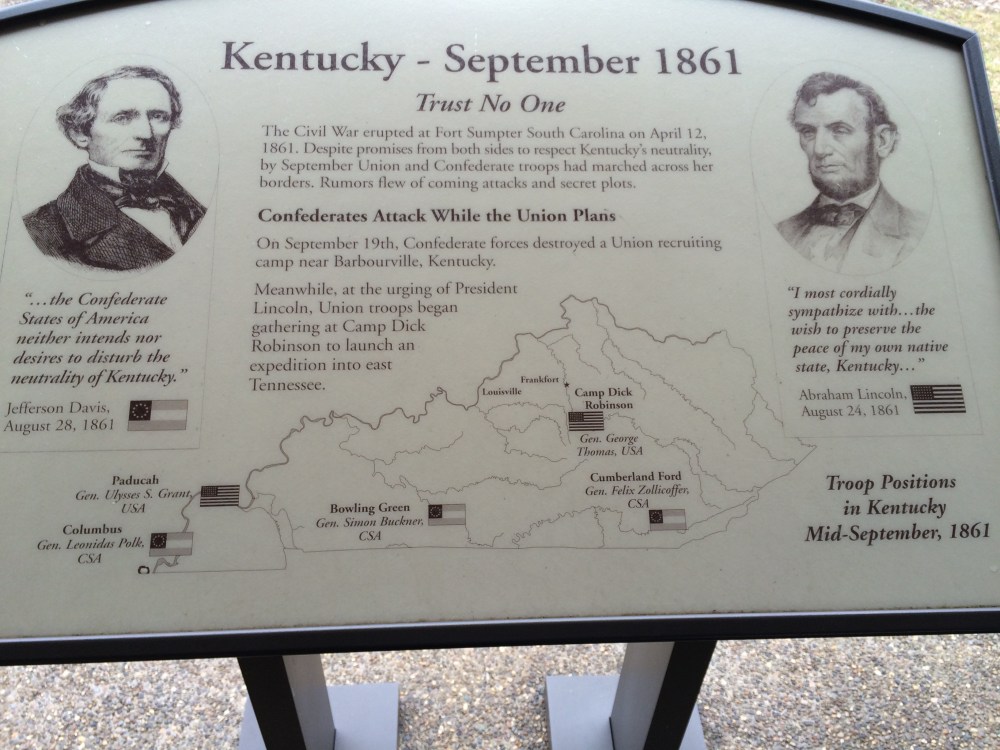 Kentucky - September 1861
Trust No One
The Civil War erupted at Fort Sumpter South Carolina on April 12,
1861. Despite promises from both sides to respect Kentucky's neutrality,
by September Union and Confederate troops had marched across her
borders. Rumors flew of coming attacks and secret plots.
Confederates Attack While the Union Plans
On September 19th, Confederate forces destroyed a Union recruiting
camp near Barbourville, Kentucky.
Meanwhile, at the urging of President
Lincoln, Union troops began
gathering at Camp Dick
Robinson to launch an
expedition into east
Tennessee.
"...the Confederate
States of America
neither intends nor
desires to disturb the
neutrality of Kentucky."
Jefferson Davis,
August 28, 1861
"I most cordially
sympathize with...the
wish to preserve the
peace of my own native
state, Kentucky..."
Abraham Lincoln,
August 24, 1861
Frankfort
Louisville
Camp Dick
Robinson
Gen. George
Thomas, USA
Paducah
Gen. Ulysses S. Grant,
USA
Columbus
Gen. Leonidas Polk,
CSA
Bowling Green
Gen. Simon Buckner,
CSA
Cumberland Ford
Gen. Felix Zollicoffer,
CSA
Troop Positions
in Kentucky
Mid-September, 1861